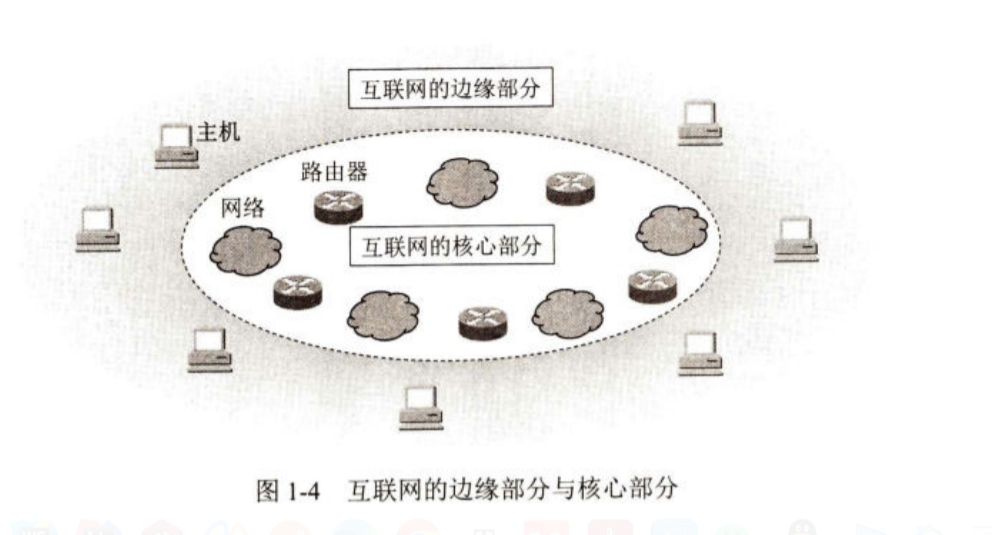 互联网的边缘部分
主机
路由器
网络
互联网的核心部分
图 1-4 互联网的边缘部分与核心部分